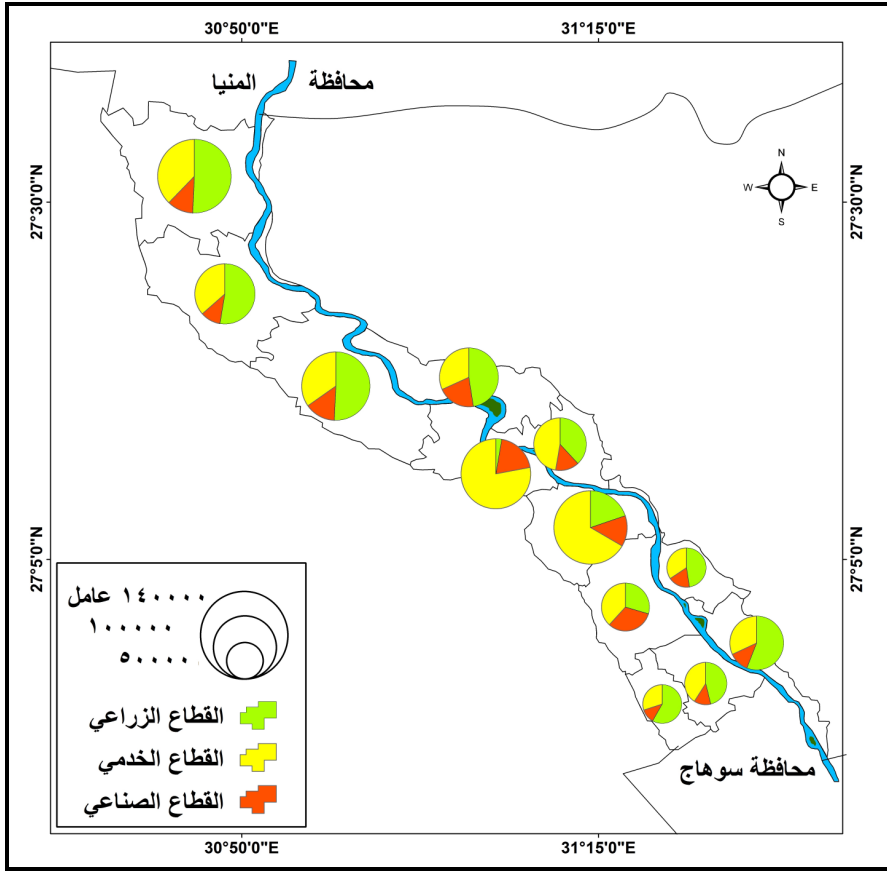 30°50'0"E 31°15'0"E
محافظة المنيا
N
W E
S
27°30'0"N 27°30'0"N
27°5'0"N 27°5'0"N
١٤٠٠٠٠ عامل
١٠٠٠٠٠
٥٠٠٠٠
القطاع الزراعي
القطاع الخدمي
القطاع الصناعي
محافظة سوهاج
30°50'0"E 31°15'0"E